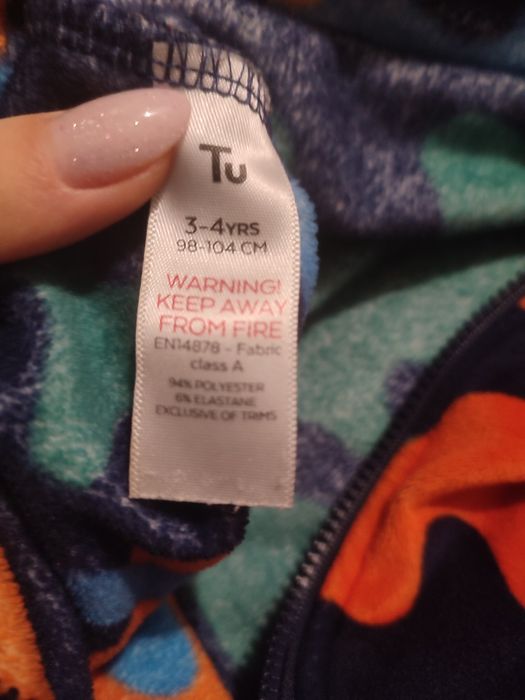 Tu
3-4YRS
98-104 CM
WARNING!
KEEP AWAY
FROM FIRE
EN14878 - Fabric
class A
94% POLYESTER
6% ELASTANE
EXCLUSIVE OF TRIMS